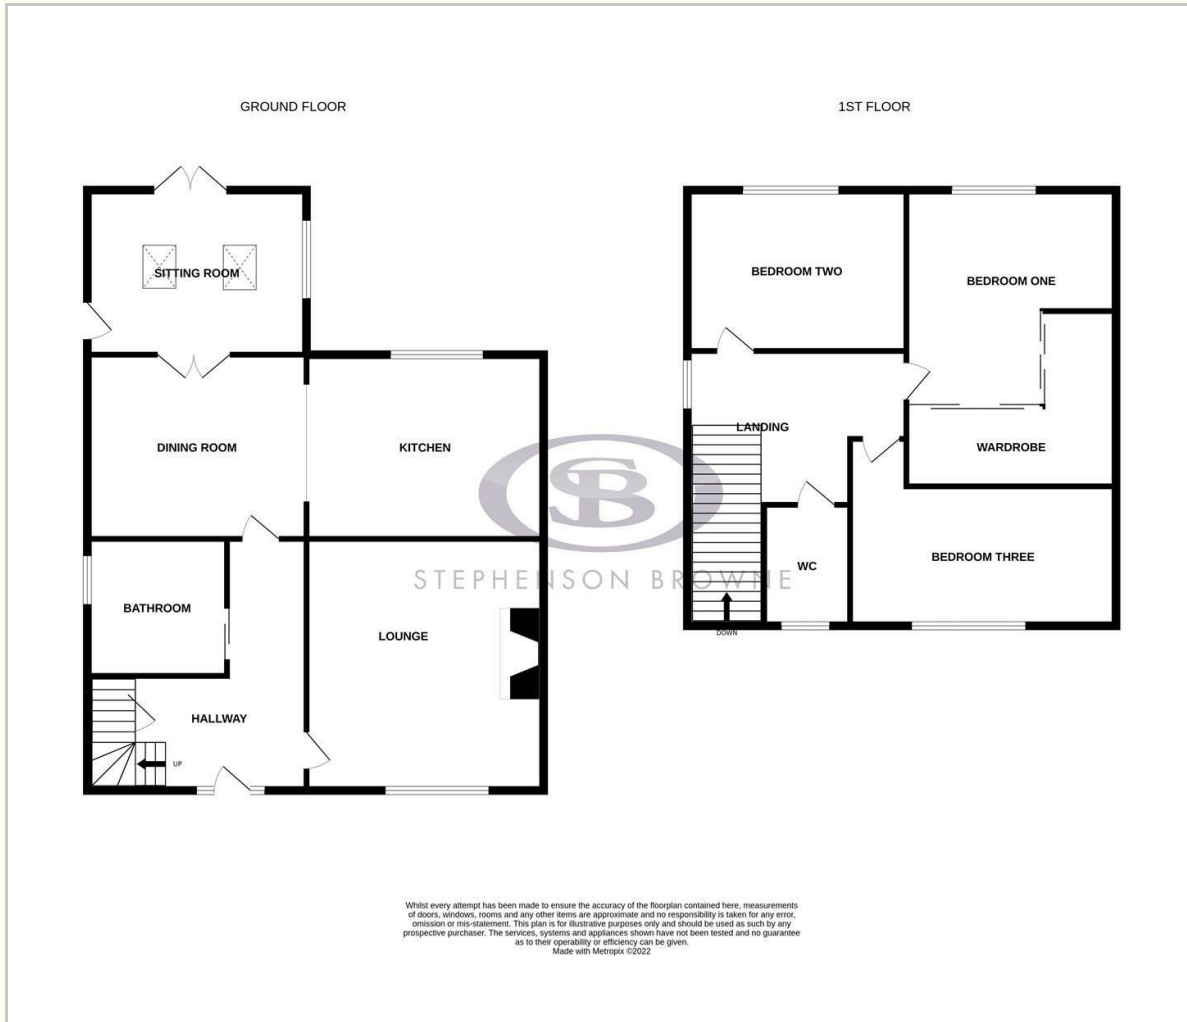 GROUND FLOOR
1ST FLOOR
SITTING ROOM
DINING ROOM
KITCHEN
BATHROOM
LOUNGE
HALLWAY
UP
BEDROOM TWO
BEDROOM ONE
LANDING
WARDROBE
WC
BEDROOM THREE
DOWN
SB
STEPHENSON BROWNE
Whilst every attempt has been made to ensure the accuracy of the floorplan contained here, measurements
of doors, windows, rooms and any other items are approximate and no responsibility is taken for any error,
omission or mis-statement. This plan is for illustrative purposes only and should be used as such by any
prospective purchaser. The services, systems and appliances shown have not been tested and no guarantee
as to their operability or efficiency can be given.
Made with Metropix ©2022